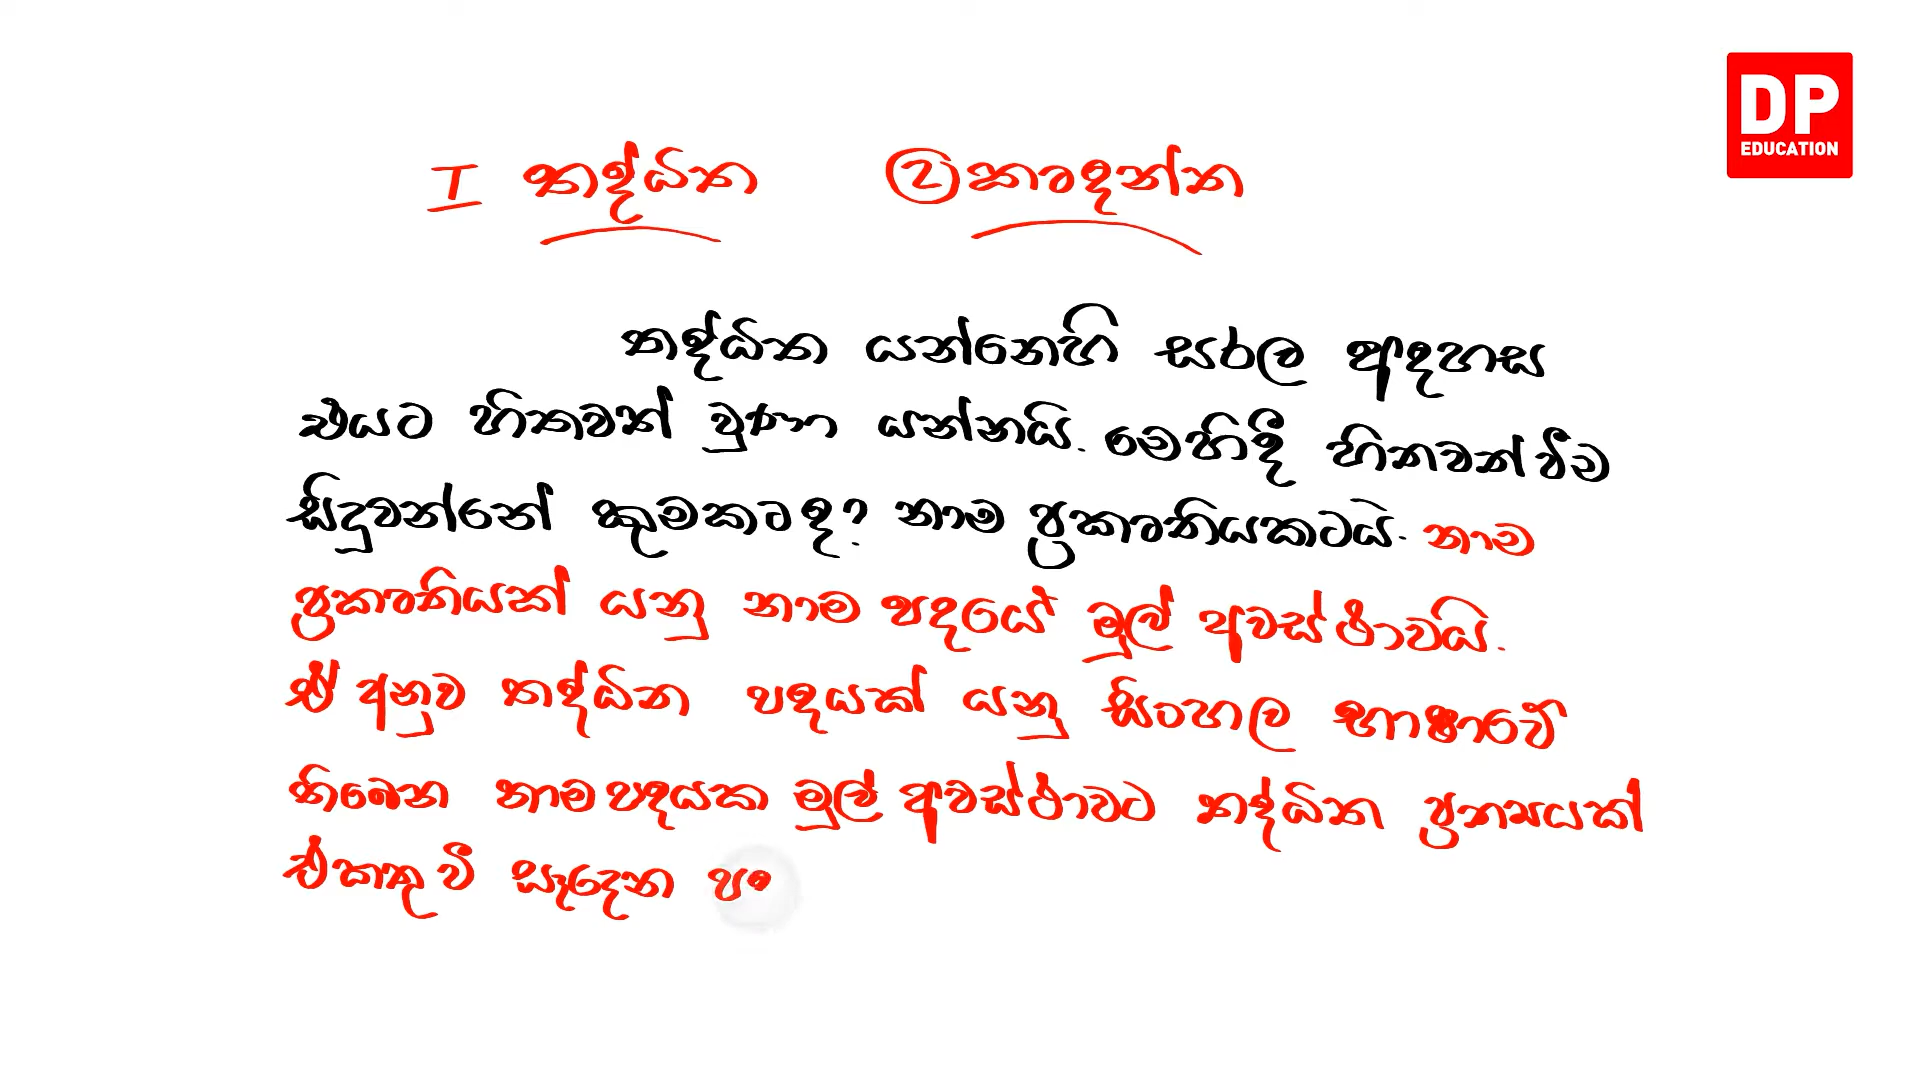 DP
EDUCATION
I තද්ධිත ② කෘදන්ත
තද්ධිත යන්නෙහි සරල අදහස
එයට හිතවත් වූණා යන්නයි. මෙහිදී හිතවත් වීම
සිදුවන්නේ කුමකටද? නාම ප්‍රකෘතියකටයි. නාම
ප්‍රකෘතියක් යනු නාම පදයේ මුල් අවස්ථාවයි.
ඒ අනුව තද්ධිත පදයක් යනු සිංහල භාෂාවේ
තිබෙන නාම පදයක මුල් අවස්ථාවට තද්ධිත ප්‍රත්‍යයක්
එකතු වී සෑදෙන